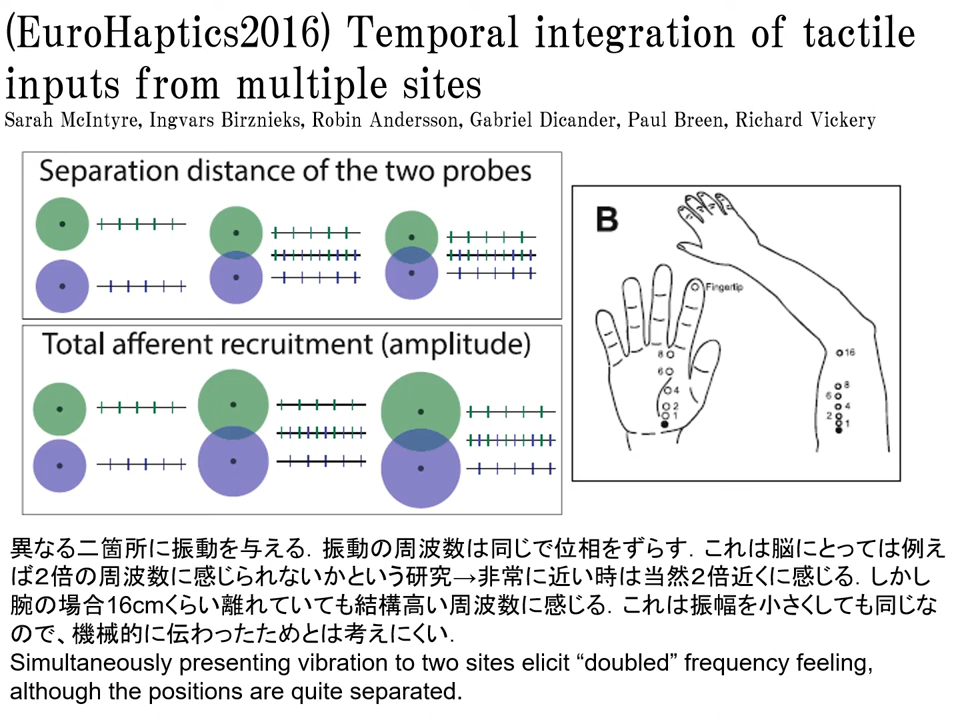 (EuroHaptics2016) Temporal integration of tactile
inputs from multiple sites
Sarah McIntyre, Ingvars Birznieks, Robin Andersson, Gabriel Dicander, Paul Breen, Richard Vickery
Separation distance of the two probes
Total afferent recruitment (amplitude)
B
Fingertip
8
6
4
2
1
16
8
6
4
2
1
異なる二箇所に振動を与える．振動の周波数は同じで位相をずらす．これは脳にとっては例え
ば２倍の周波数に感じられないかという研究→非常に近い時は当然２倍近くに感じる．しかし
腕の場合16cmくらい離れていても結構高い周波数に感じる．これは振幅を小さくしても同じな
ので、機械的に伝わったためとは考えにくい．
Simultaneously presenting vibration to two sites elicit “doubled” frequency feeling,
although the positions are quite separated.